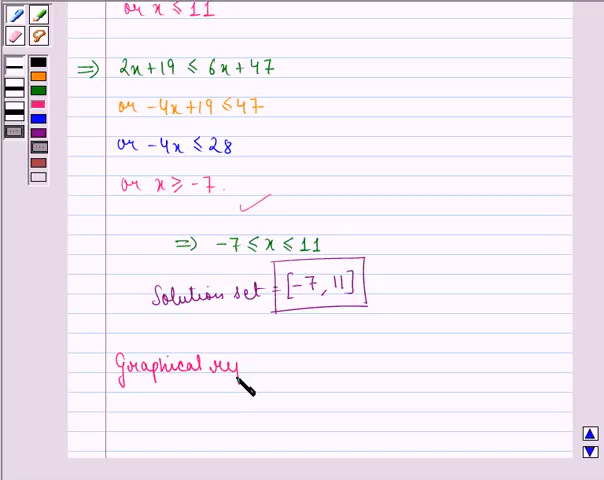 or x ≤ 11
⇒ 2x+19 ≤ 6x+47
or -4x+19 ≤ 47
or -4x ≤ 28
or x ≥ -7.
⇒ -7 ≤ x ≤ 11
Solution set = [-7, 11]
Graphical